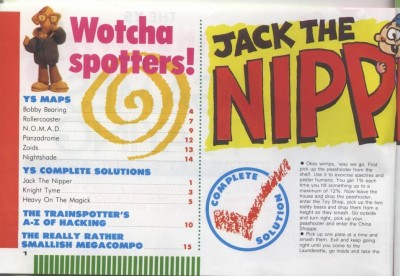 Wotcha
spotters!
YS MAPS
Bobby Bearing 4
Rollercoaster 7
N.O.M.A.D. 9
Panzadrome 12
Zoids 13
Nightshade 14
YS COMPLETE SOLUTIONS
Jack The Nipper 1
Knight Tyme 3
Heavy On The Magick 5
THE TRAINSPOTTER'S
A-Z OF HACKING 10
THE REALLY RATHER
SMALLISH MEGACOMPO 15
1
JACK THE
NIPP
COMPLETE
SOLUTION
● Okay wimps, 'ere we go. First
pick up the peashooter from the
shelf. Use it to exorcise spectres and
pester humans. You get 1% each
time you hit something up to a
maximum of 12%. Now leave the
house and drop the peashooter,
enter the Toy Shop, pick up the two
teddy bears and drop them from a
height so they smash. Go outside
and turn right, pick up your
peashooter and enter the China
Shoppe.
● Pick up one plate at a time and
smash them. Exit and keep going
right until you come to the
Laundrette, go inside and take the